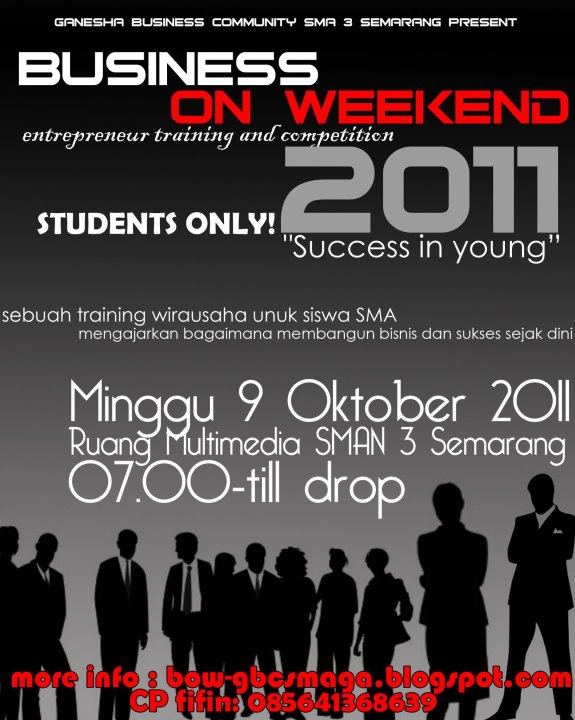 GANESHA BUSINESS COMMUNITY SMA 3 SEMARANG PRESENT
BUSINESS
ON WEEKEND
entrepreneur training and competition
2011
STUDENTS ONLY!
"Success in young”
sebuah training wirausaha unuk siswa SMA
mengajarkan bagaimana membangun bisnis dan sukses sejak dini
Minggu 9 Oktober 2011
Ruang Multimedia SMAN 3 Semarang
07.00-till drop
more info : bow-gbcsmaga.blogspot.com
CP fifin: 085641368639